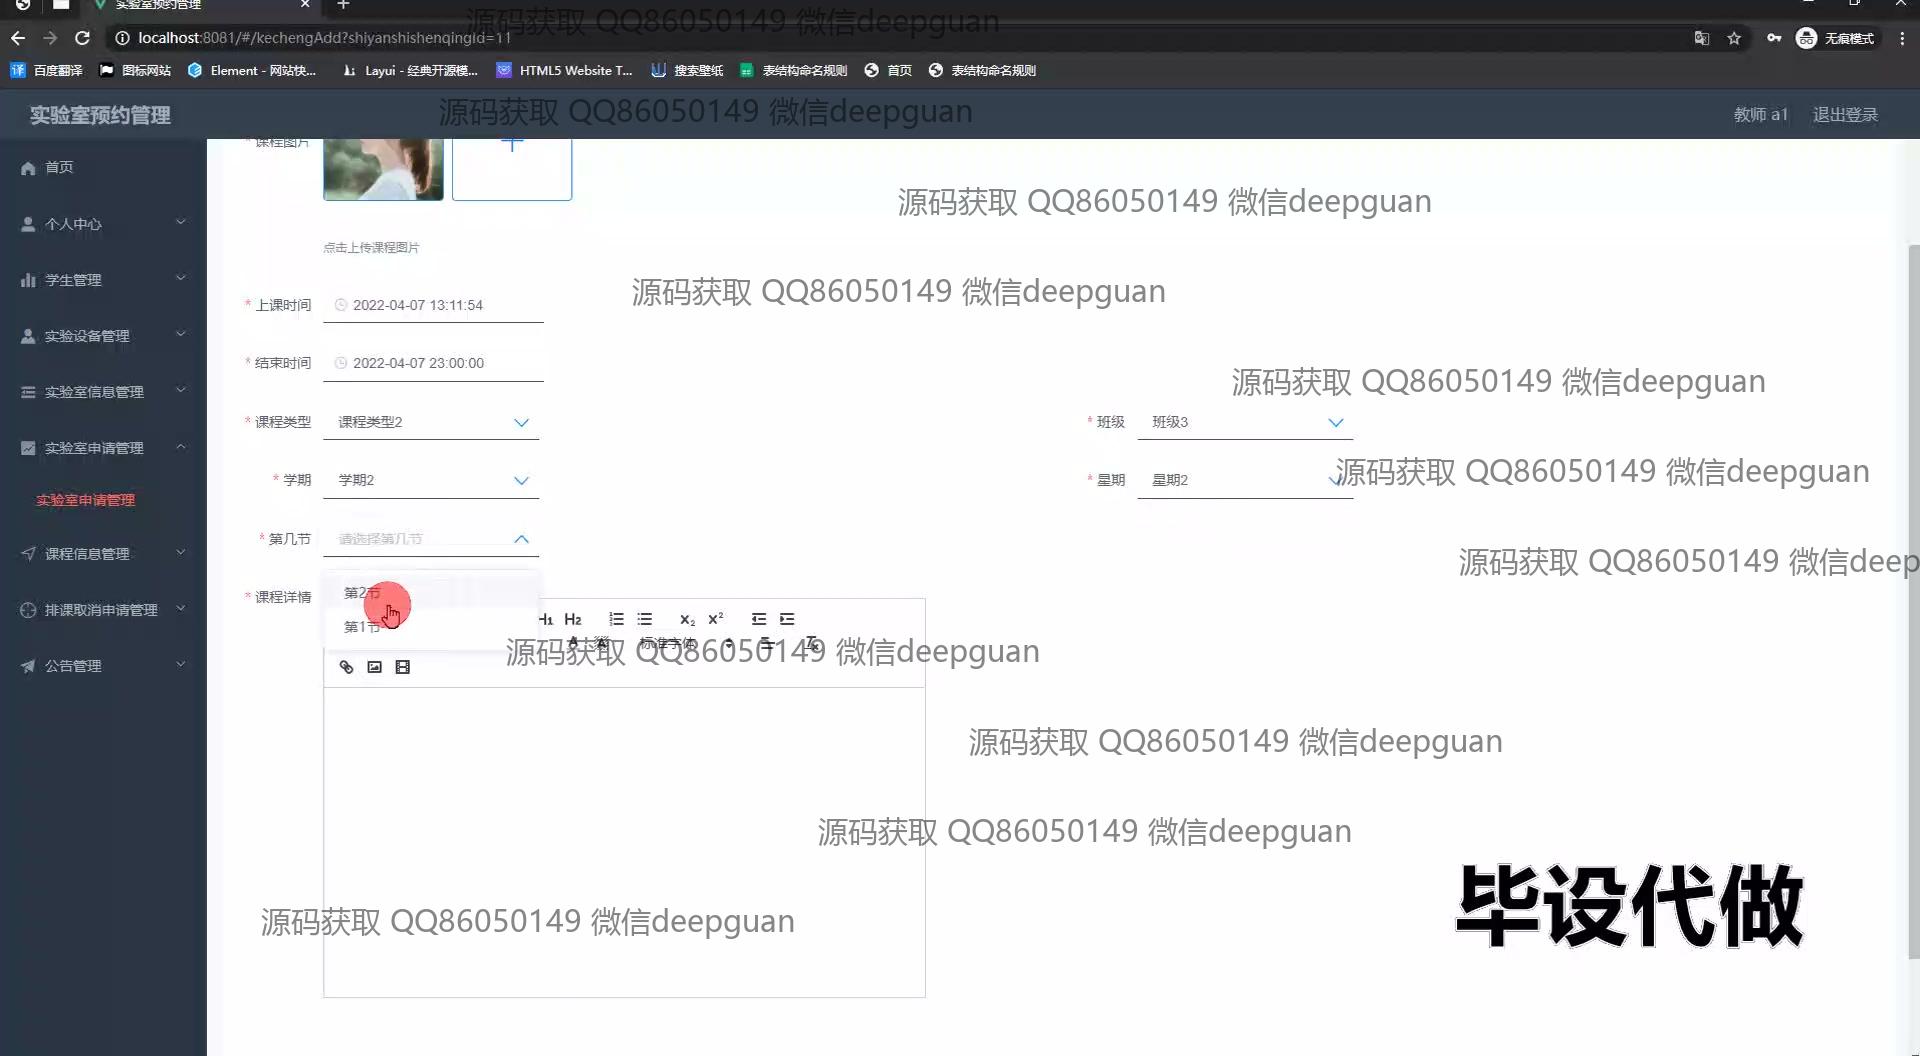 实验室预约管理
源码获取 QQ86050149 微信deepguan
localhost:8081/#/kechengAdd?shiyanshishenqingId=11
无痕模式
百度翻译
图标网站
Element - 网站快...
Layui - 经典开源模...
HTML5 Website T...
搜索壁纸
表结构命名规则
首页
表结构命名规则
实验室预约管理
源码获取 QQ86050149 微信deepguan
教师 a1
退出登录
首页
个人中心
学生管理
实验设备管理
实验室信息管理
实验室申请管理
实验室申请管理
课程信息管理
排课取消申请管理
公告管理
* 课程图片
源码获取 QQ86050149 微信deepguan
点击上传课程图片
源码获取 QQ86050149 微信deepguan
* 上课时间 2022-04-07 13:11:54
* 结束时间 2022-04-07 23:00:00
源码获取 QQ86050149 微信deepguan
* 课程类型 课程类型2
* 班级 班级3
* 学期 学期2
* 星期 星期2
源码获取 QQ86050149 微信deepguan
* 第几节 请选择第几节
源码获取 QQ86050149 微信deep
* 课程详情
第2节
第1节
H1 H2
标准字体
源码获取 QQ86050149 微信deepguan
源码获取 QQ86050149 微信deepguan
源码获取 QQ86050149 微信deepguan
源码获取 QQ86050149 微信deepguan
毕设代做